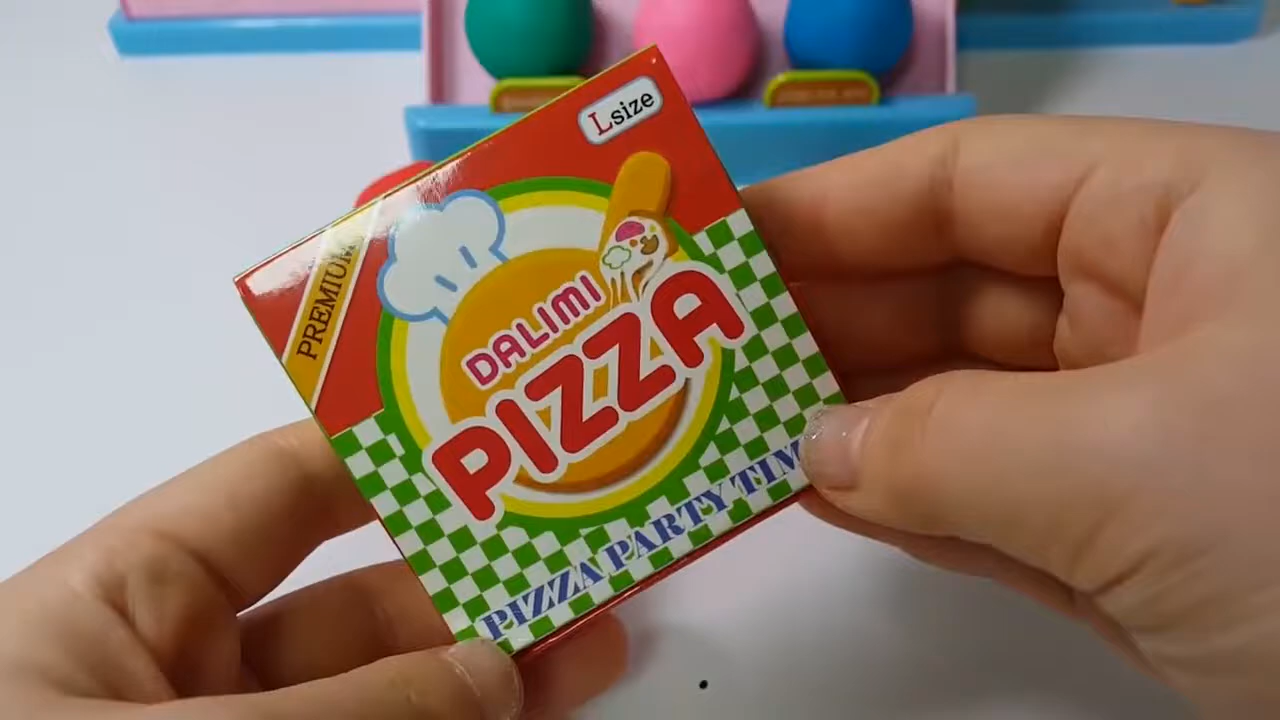 Lsize
PREMIUM
DALIMI
PIZZA
PIZZA PARTY TIM